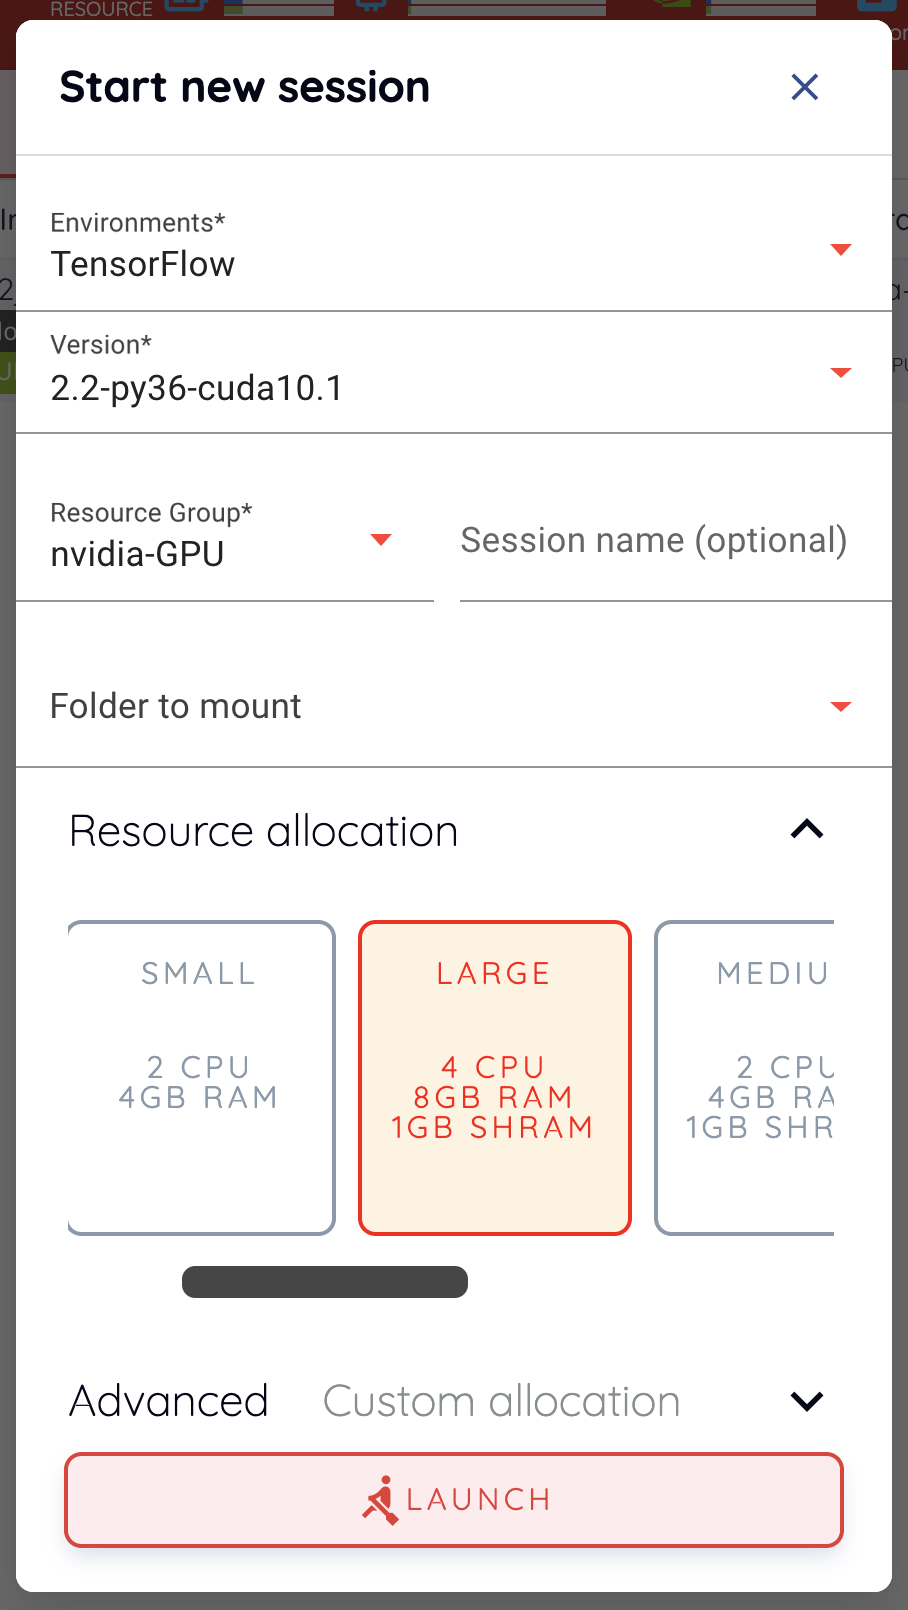 RESOURCE
Start new session
Environments*
TensorFlow
Version*
2.2-py36-cuda10.1
Resource Group*
nvidia-GPU
Session name (optional)
Folder to mount
Resource allocation
SMALL
2 CPU
4GB RAM
LARGE
4 CPU
8GB RAM
1GB SHRAM
MEDIU
2 CPU
4GB RA
1GB SHR
Advanced Custom allocation
LAUNCH